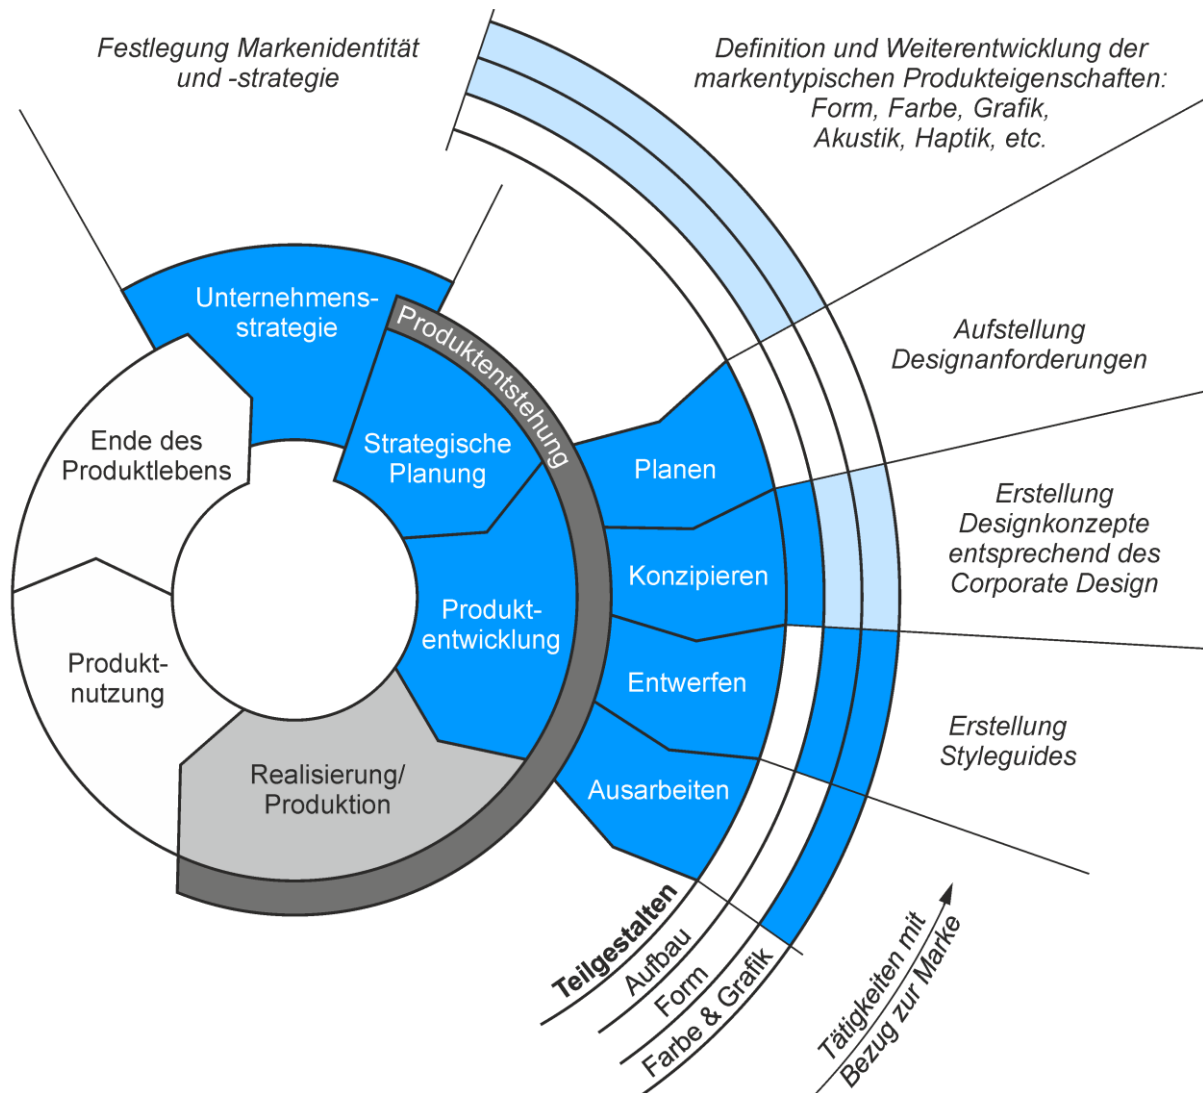 Festlegung Markenidentität
und -strategie
Definition und Weiterentwicklung der
markentypischen Produkteigenschaften:
Form, Farbe, Grafik,
Akustik, Haptik, etc.
Unternehmens-
strategie
Produktentstehung
Strategische
Planung
Ende des
Produktlebens
Produkt-
nutzung
Realisierung/
Produktion
Produkt-
entwicklung
Planen
Konzipieren
Entwerfen
Ausarbeiten
Aufstellung
Designanforderungen
Erstellung
Designkonzepte
entsprechend des
Corporate Design
Erstellung
Styleguides
Teilgestalten
Aufbau
Form
Farbe & Grafik
Tätigkeiten mit
Bezug zur Marke